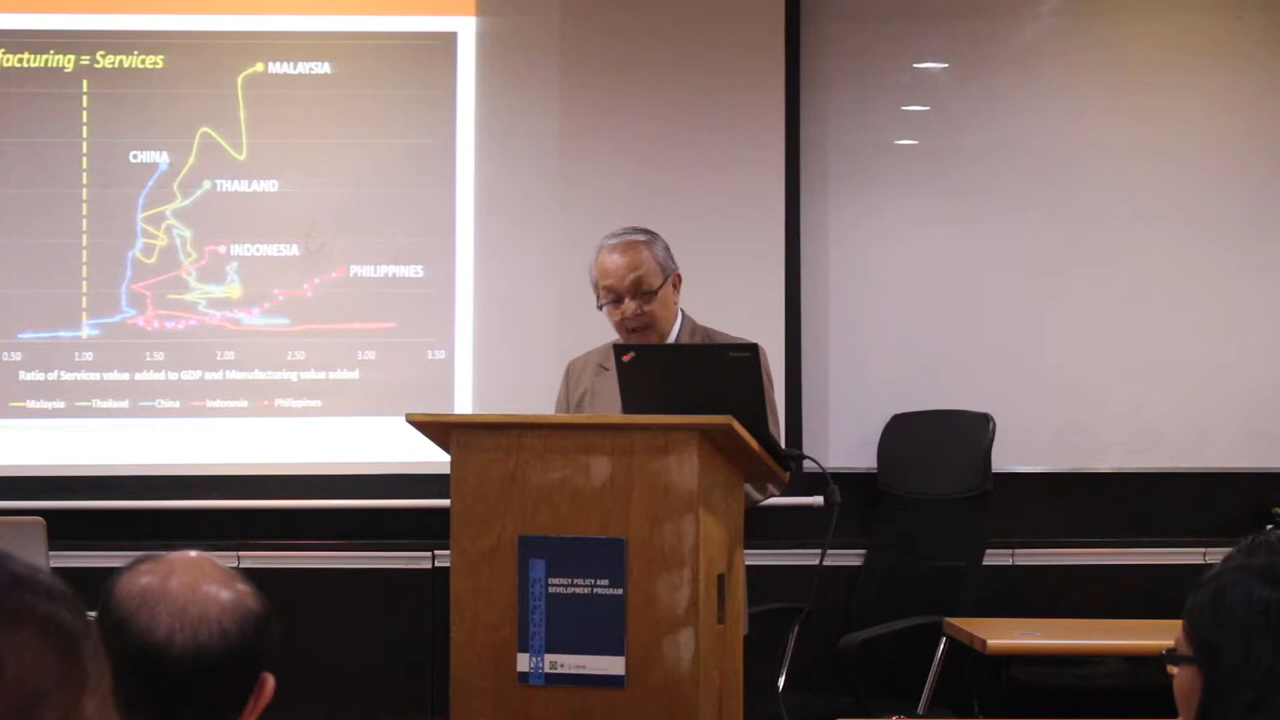 facturing = Services
MALAYSIA
CHINA
THAILAND
INDONESIA
PHILIPPINES
0.50 1.00 1.50 2.00 2.50 3.00 3.50
Ratio of Services value added to GDP and Manufacturing value added
Malaysia Thailand China Indonesia Philippines
ENERGY POLICY AND
DEVELOPMENT PROGRAM